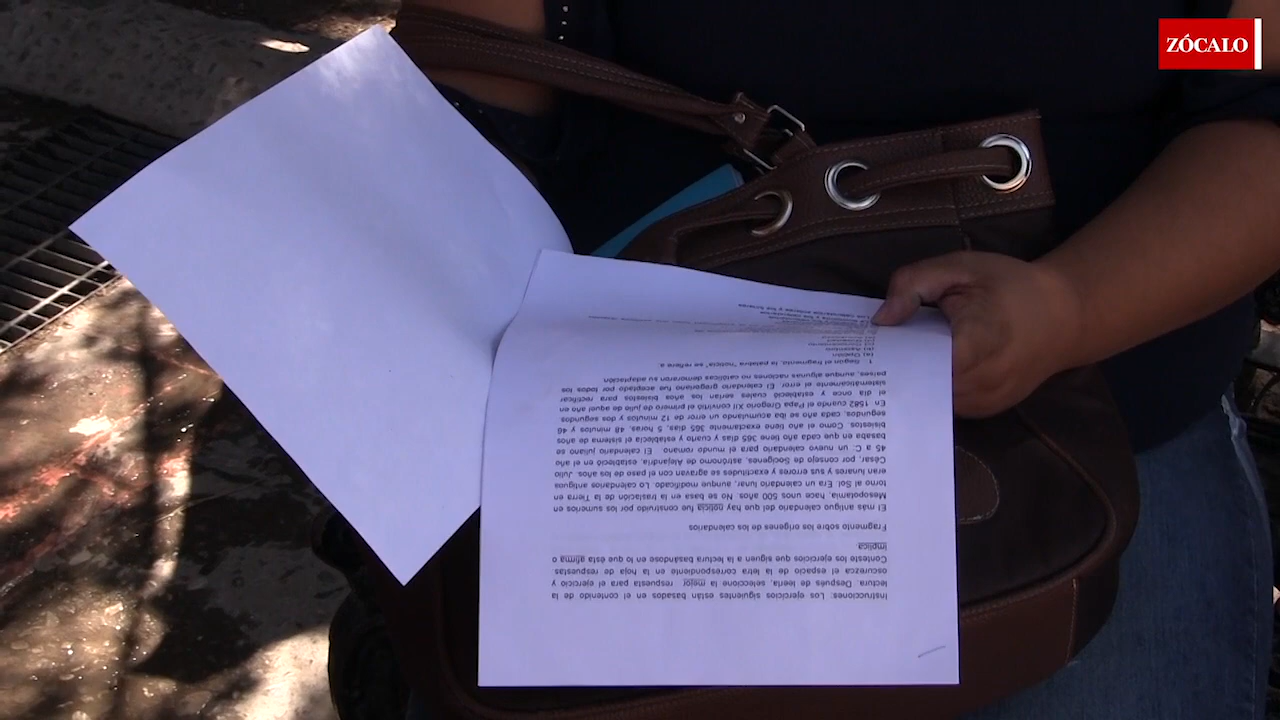 ZÓCALO
Instrucciones: Los ejercicios siguientes están basados en el contenido de la
lectura. Después de leerla, seleccione la mejor respuesta para el ejercicio y
oscurezca el espacio de la letra correspondiente en la hoja de respuestas.
Conteste los ejercicios que siguen a la lectura basándose en lo que ésta afirma o
implica
Fragmento sobre los orígenes de los calendarios
El más antiguo calendario del que hay noticia fue construido por los sumerios en
Mesopotamia, hace unos 500 años. No se basa en la traslación de la Tierra en
torno al Sol. Era un calendario lunar, aunque modificado. Lo calendarios antiguos
eran lunares y sus errores y exactitudes se agravan con el paso de los años. Julio
César, por consejo de Socígenes, astrónomo de Alejandría, estableció en el año
45 a C. un nuevo calendario para el mundo romano. El calendario juliano se
basaba en que cada año tiene 365 días y cuarto y establecía el sistema de años
bisiestos. Como el año tiene exactamente 365 días, 5 horas, 48 minutos y 46
segundos, cada año se iba acumulando un error de 12 minutos y dos segundos.
En 1582 cuando el Papa Gregorio XII convirtió el primero de julio de aquel año en
el día once y estableció cuales serían los años bisiestos para rectificar
sistemáticamente el error. El calendario gregoriano fue aceptado por todos los
países, aunque algunas naciones no católicas demoraron su adaptación
1. Según el fragmento, la palabra "noticia", se refiere a:
(a) Opción